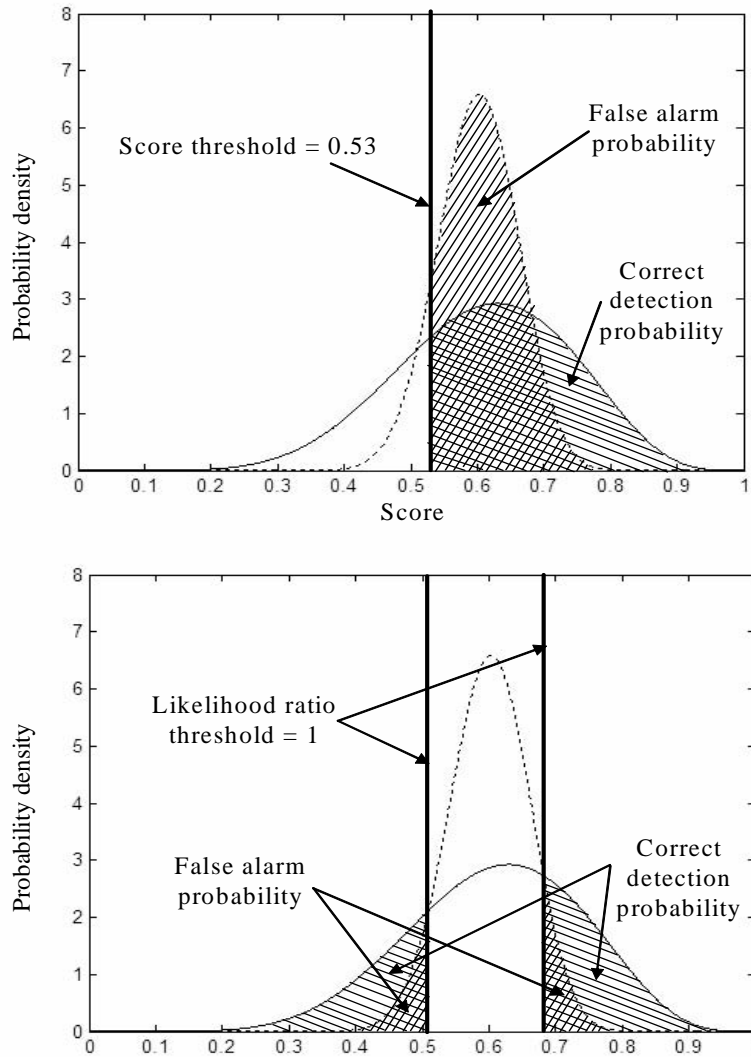 8
7
6
5
4
3
2
1
0
Probability density
Score threshold = 0.53
False alarm
probability
Correct
detection
probability
0 0.1 0.2 0.3 0.4 0.5 0.6 0.7 0.8 0.9 1
Score
8
7
6
5
4
3
2
1
0
Probability density
Likelihood ratio
threshold = 1
False alarm
probability
Correct
detection
probability
0 0.1 0.2 0.3 0.4 0.5 0.6 0.7 0.8 0.9